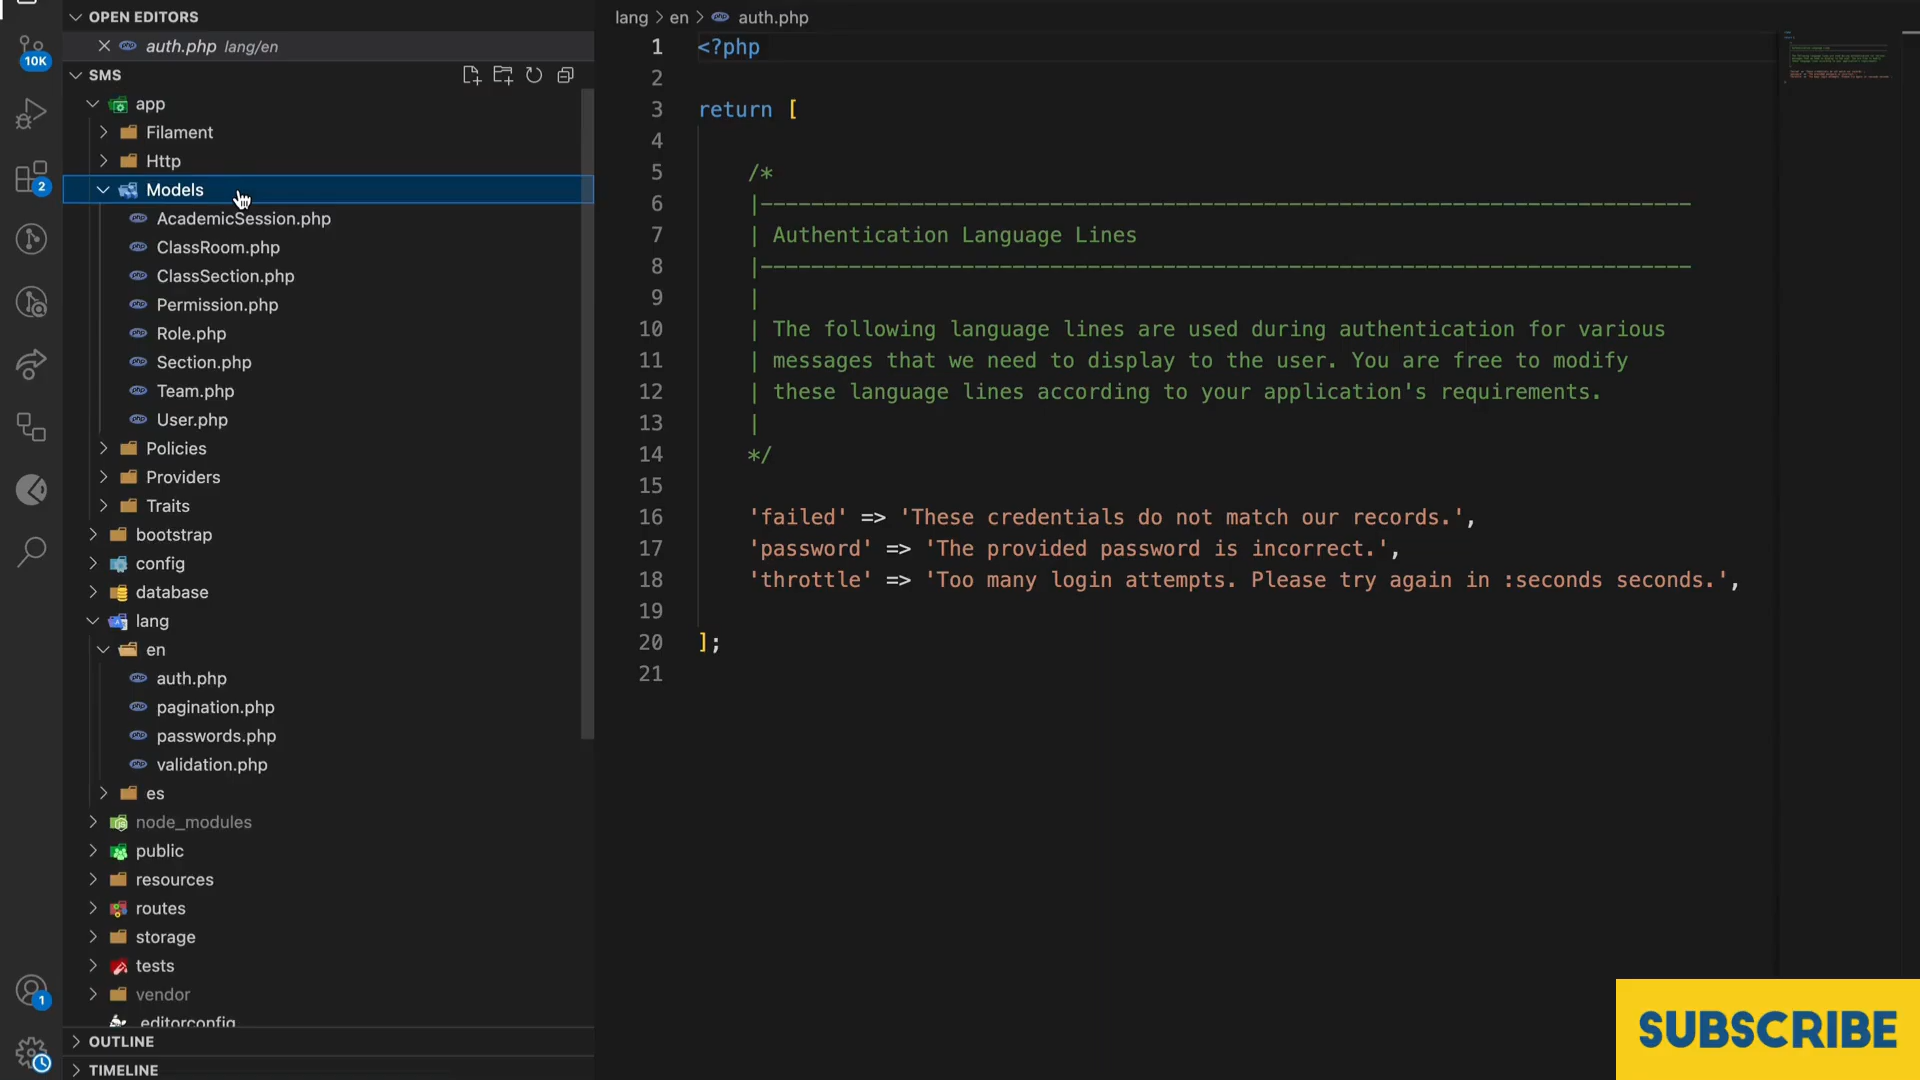 OPEN EDITORS
auth.php lang/en
10K
SMS
app
Filament
Http
2
Models
AcademicSession.php
ClassRoom.php
ClassSection.php
Permission.php
Role.php
Section.php
Team.php
User.php
Policies
Providers
Traits
bootstrap
config
database
lang
en
auth.php
pagination.php
passwords.php
validation.php
es
node_modules
public
resources
routes
storage
tests
vendor
1
.editorconfig
OUTLINE
TIMELINE
lang > en > auth.php
1 <?php
2
3 return [
4
5 /*
6 |--------------------------------------------------------------------------
7 | Authentication Language Lines
8 |--------------------------------------------------------------------------
9 |
10 | The following language lines are used during authentication for various
11 | messages that we need to display to the user. You are free to modify
12 | these language lines according to your application's requirements.
13 |
14 */
15
16 'failed' => 'These credentials do not match our records.',
17 'password' => 'The provided password is incorrect.',
18 'throttle' => 'Too many login attempts. Please try again in :seconds seconds.',
19
20 ];
21
SUBSCRIBE